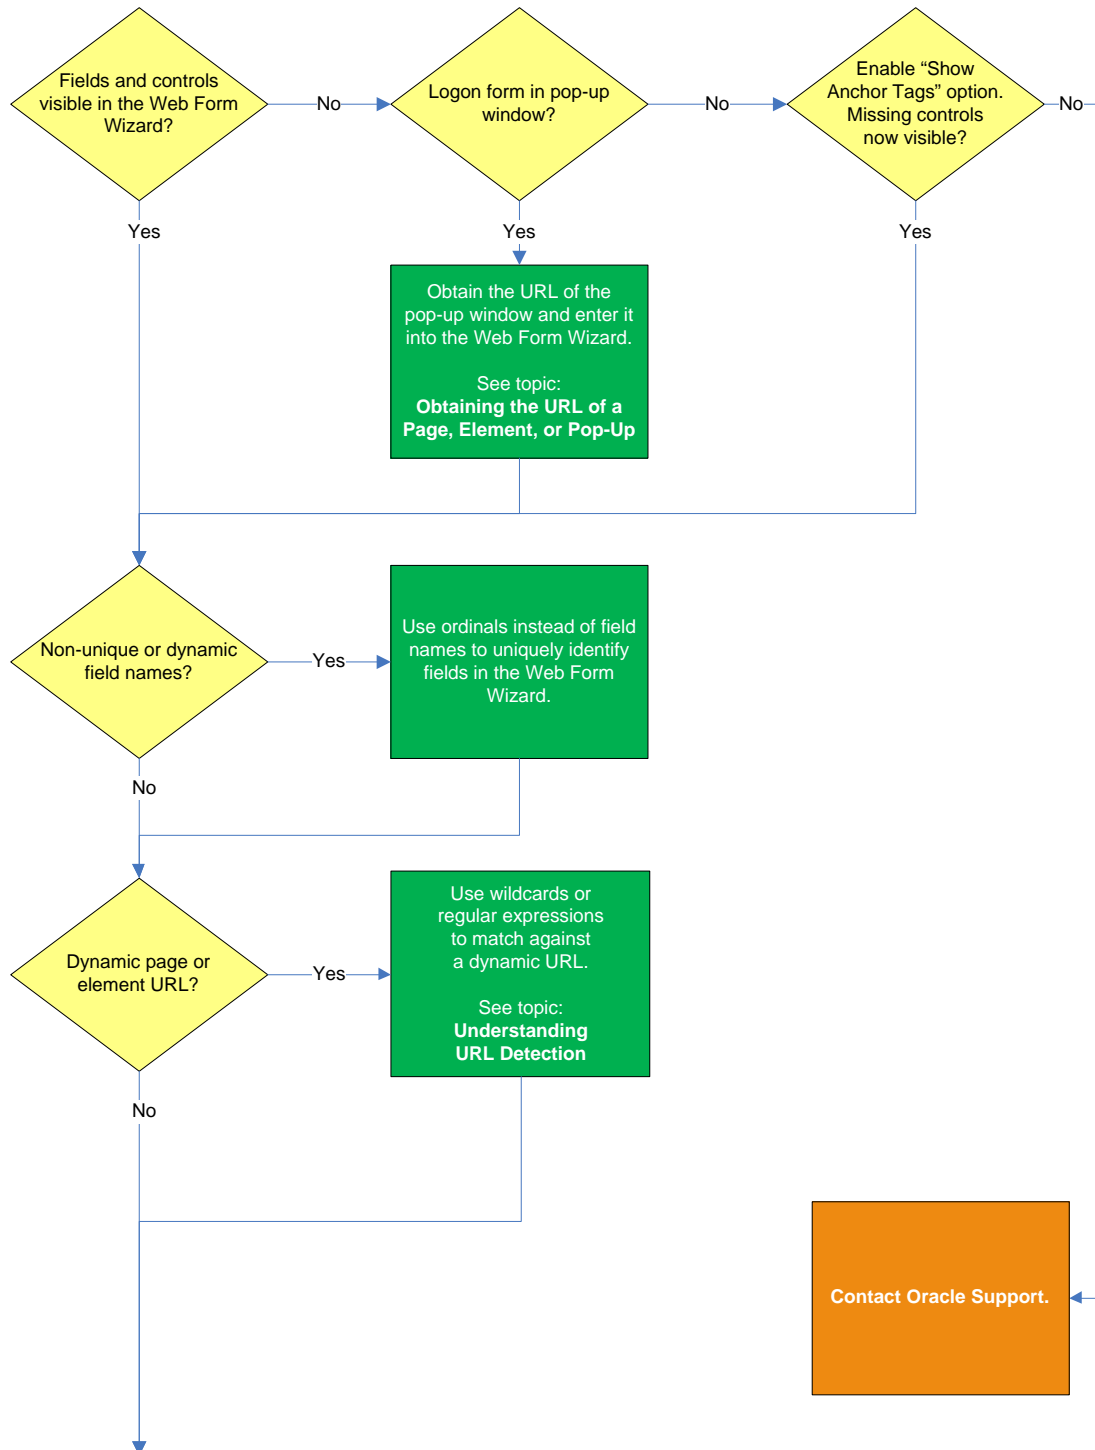 Fields and controls
visible in the Web Form
Wizard?
No
Logon form in pop-up
window?
No
Enable “Show
Anchor Tags” option.
Missing controls
now visible?
No
Yes
Yes
Yes
Obtain the URL of the
pop-up window and enter it
into the Web Form Wizard.
See topic:
Obtaining the URL of a
Page, Element, or Pop-Up
Non-unique or dynamic
field names?
Yes
Use ordinals instead of field
names to uniquely identify
fields in the Web Form
Wizard.
No
Dynamic page or
element URL?
Yes
Use wildcards or
regular expressions
to match against
a dynamic URL.
See topic:
Understanding
URL Detection
No
Contact Oracle Support.